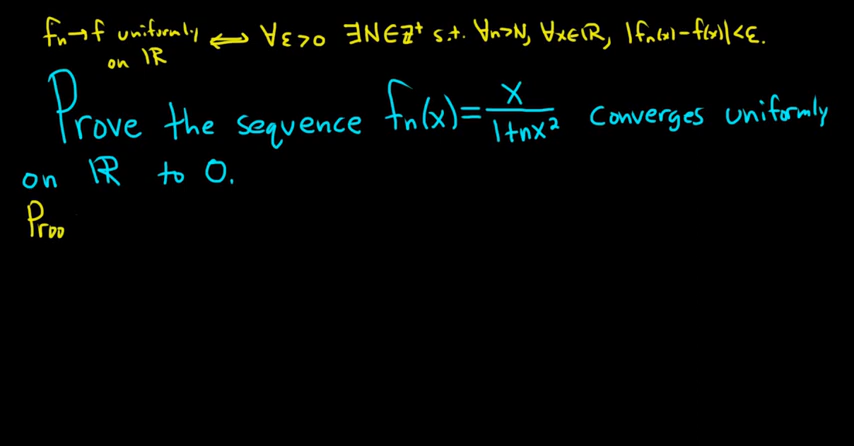 fn→f uniformly on ℝ ⟺ ∀ε>0 ∃N∈ℤ⁺ s.t. ∀n>N, ∀x∈ℝ, |fn(x)-f(x)|<ε.
Prove the sequence fn(x)=x/(1+nx²) converges uniformly
on ℝ to 0.
Proo